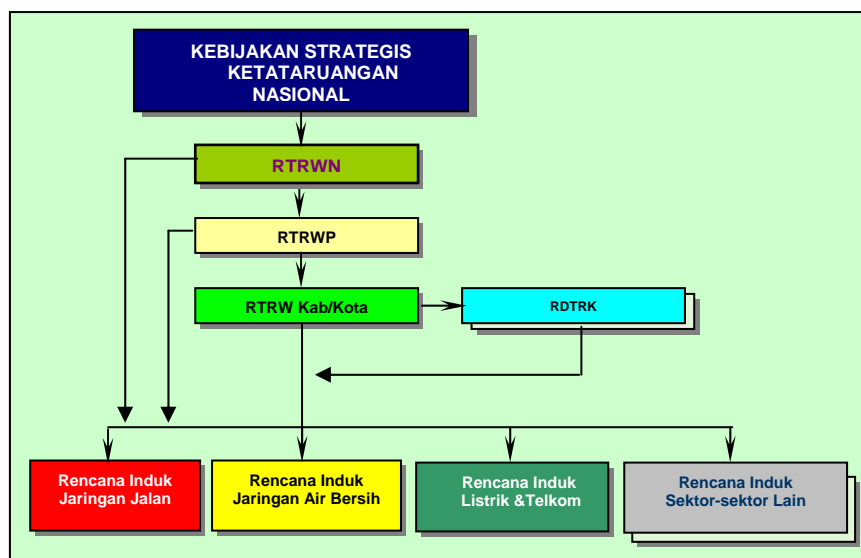 KEBIJAKAN STRATEGIS
KETATARUANGAN
NASIONAL
RTRWN
RTRWP
RTRW Kab/Kota
RDTRK
Rencana Induk
Jaringan Jalan
Rencana Induk
Jaringan Air Bersih
Rencana Induk
Listrik &Telkom
Rencana Induk
Sektor-sektor Lain